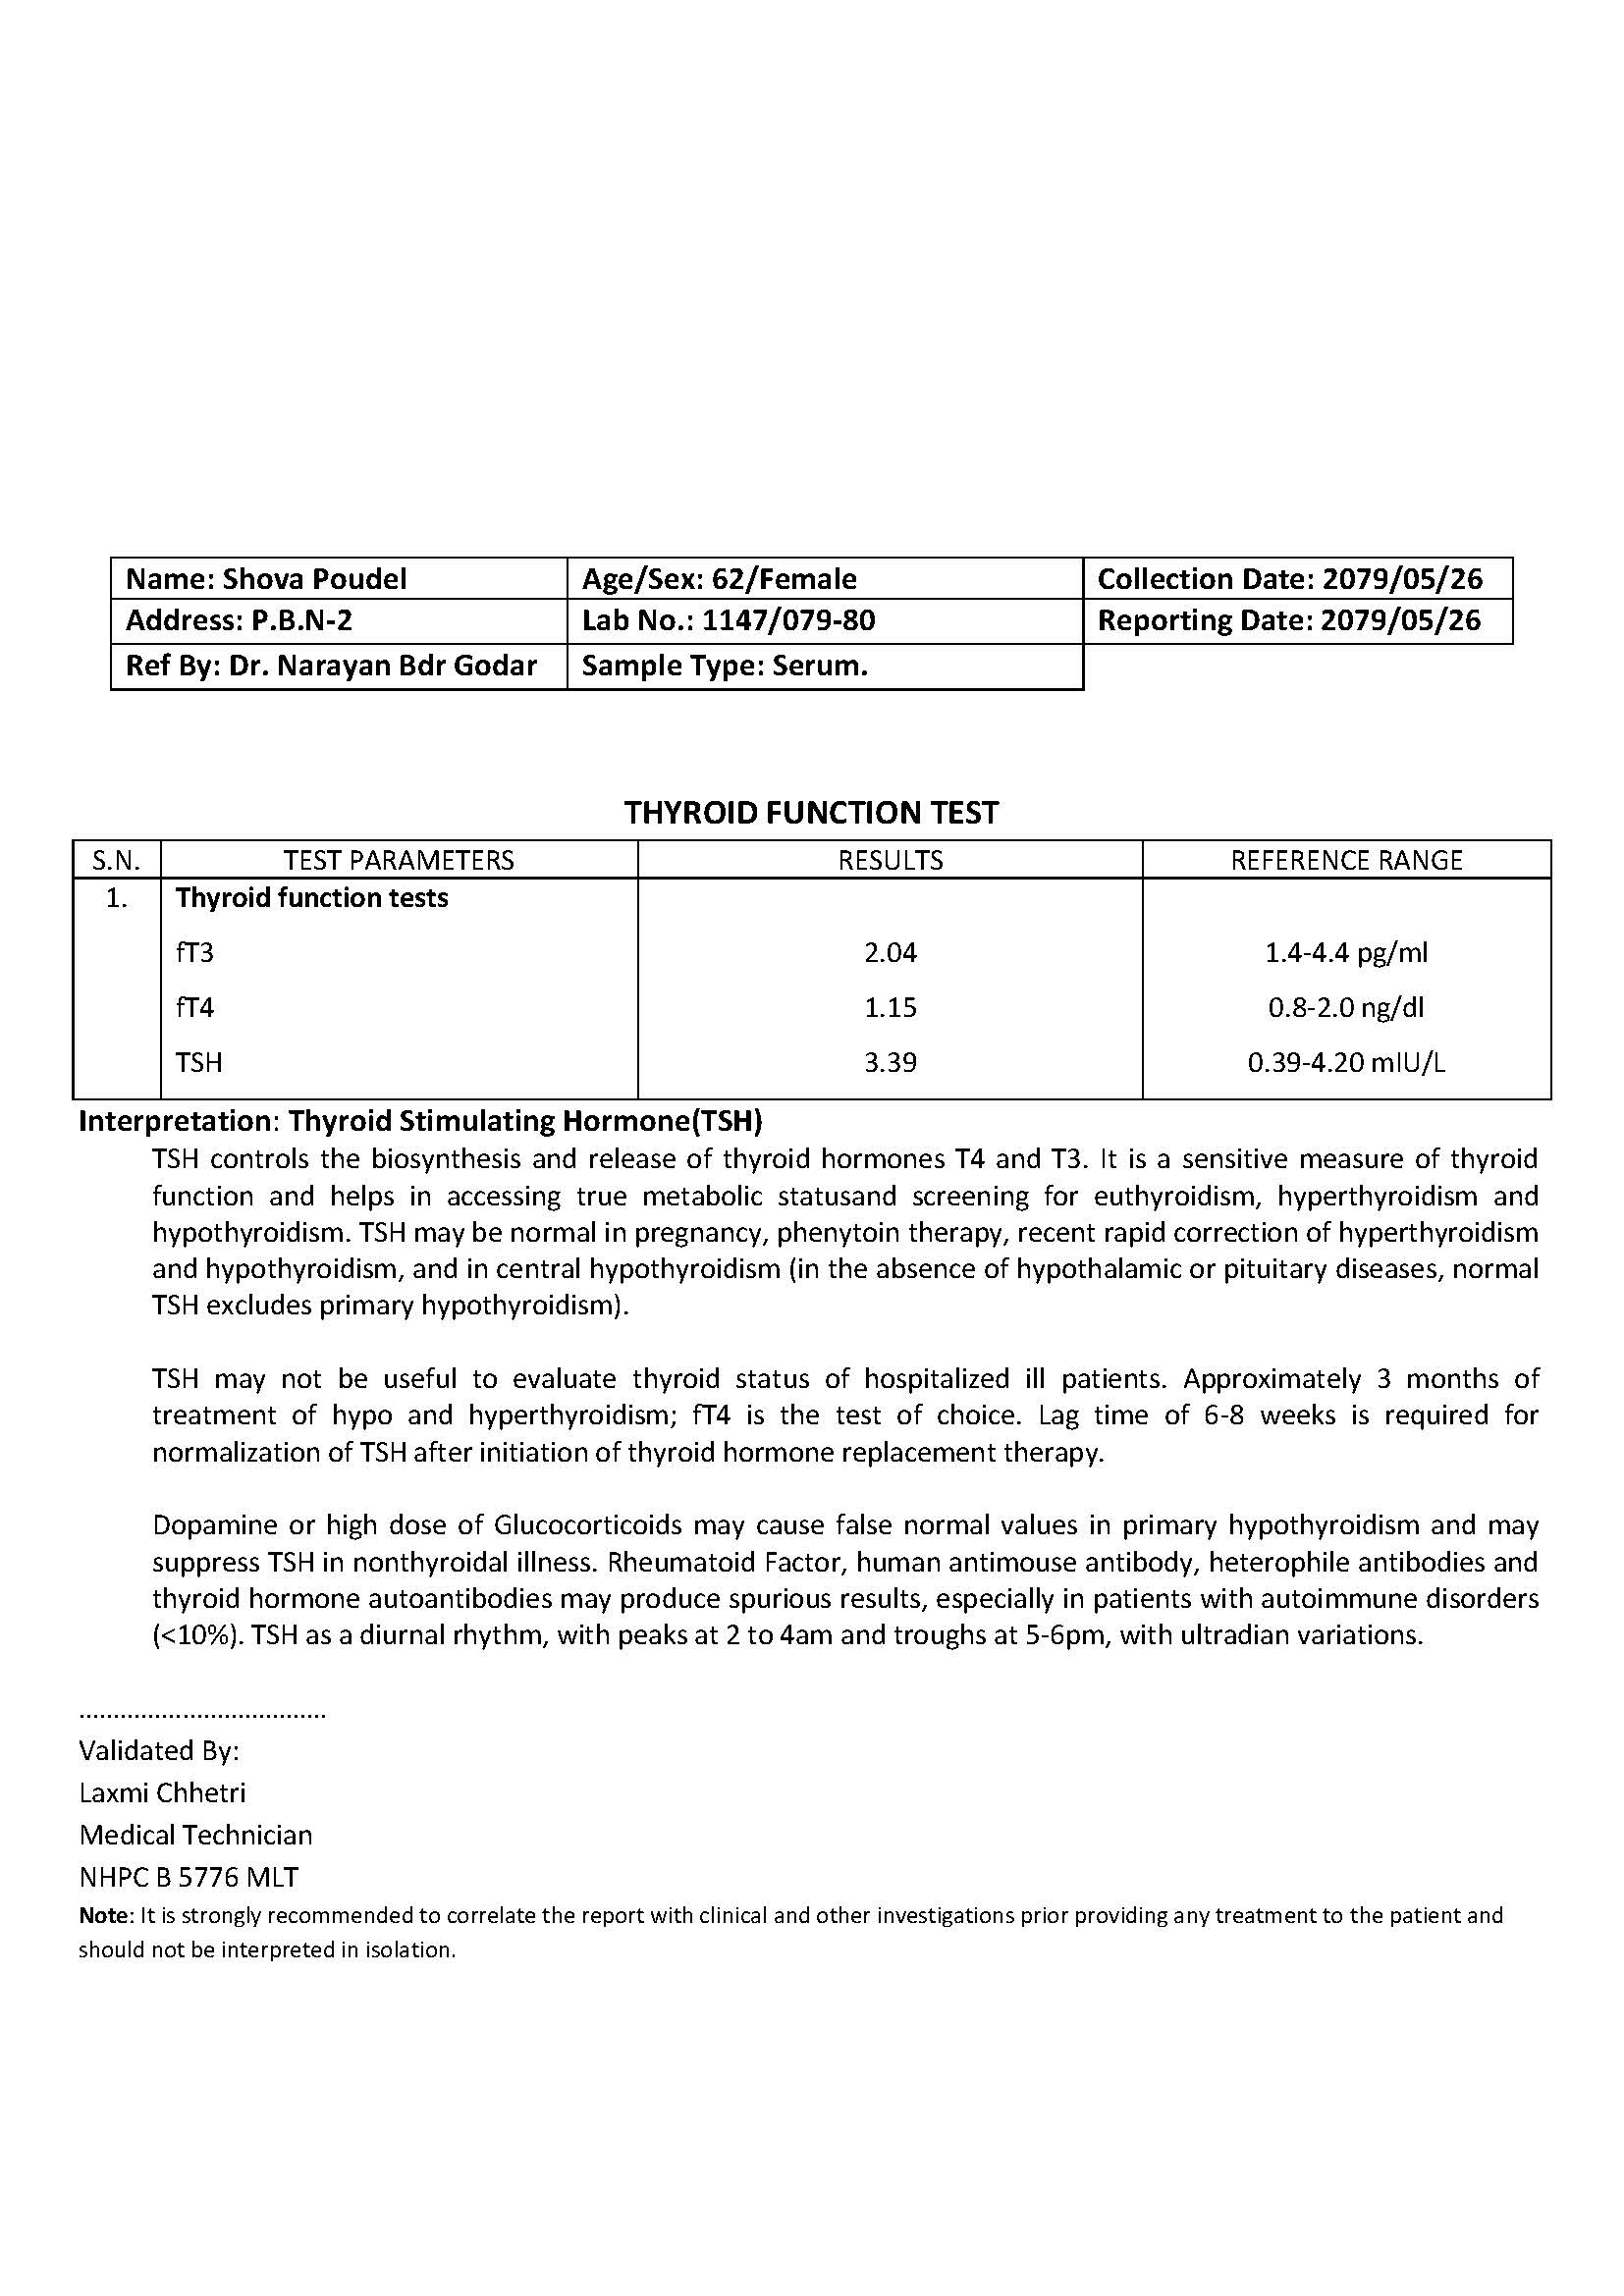 Name: Shova Poudel Age/Sex: 62/Female Collection Date: 2079/05/26
Address: P.B.N-2 Lab No.: 1147/079-80 Reporting Date: 2079/05/26
Ref By: Dr. Narayan Bdr Godar Sample Type: Serum.
THYROID FUNCTION TEST
S.N. TEST PARAMETERS RESULTS REFERENCE RANGE
1. Thyroid function tests
fT3 2.04 1.4-4.4 pg/ml
fT4 1.15 0.8-2.0 ng/dl
TSH 3.39 0.39-4.20 mIU/L
Interpretation: Thyroid Stimulating Hormone(TSH)
TSH controls the biosynthesis and release of thyroid hormones T4 and T3. It is a sensitive measure of thyroid
function and helps in accessing true metabolic statusand screening for euthyroidism, hyperthyroidism and
hypothyroidism. TSH may be normal in pregnancy, phenytoin therapy, recent rapid correction of hyperthyroidism
and hypothyroidism, and in central hypothyroidism (in the absence of hypothalamic or pituitary diseases, normal
TSH excludes primary hypothyroidism).
TSH may not be useful to evaluate thyroid status of hospitalized ill patients. Approximately 3 months of
treatment of hypo and hyperthyroidism; fT4 is the test of choice. Lag time of 6-8 weeks is required for
normalization of TSH after initiation of thyroid hormone replacement therapy.
Dopamine or high dose of Glucocorticoids may cause false normal values in primary hypothyroidism and may
suppress TSH in nonthyroidal illness. Rheumatoid Factor, human antimouse antibody, heterophile antibodies and
thyroid hormone autoantibodies may produce spurious results, especially in patients with autoimmune disorders
(<10%). TSH as a diurnal rhythm, with peaks at 2 to 4am and troughs at 5-6pm, with ultradian variations.
....................................
Validated By:
Laxmi Chhetri
Medical Technician
NHPC B 5776 MLT
Note: It is strongly recommended to correlate the report with clinical and other investigations prior providing any treatment to the patient and
should not be interpreted in isolation.